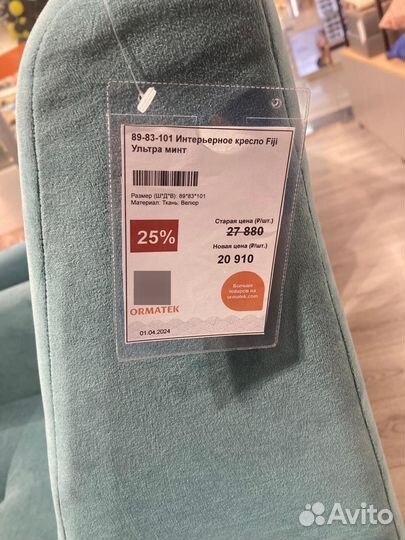 89-83-101 Интерьерное кресло Fiji
Ультра минт
Размер (Ш*Д*В): 89*83*101
Материал: Ткань: Велюр
25%
Старая цена (₽/шт.)
27 880
Новая цена (₽/шт.)
20 910
Больше
товаров на
ormatek.com
ORMATEK
01.04.2024
Avito